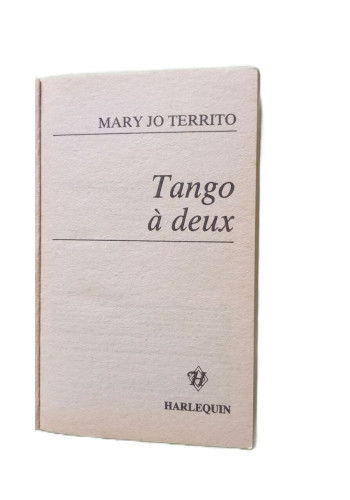 MARY JO TERRITO
Tango
à deux
H
HARLEQUIN